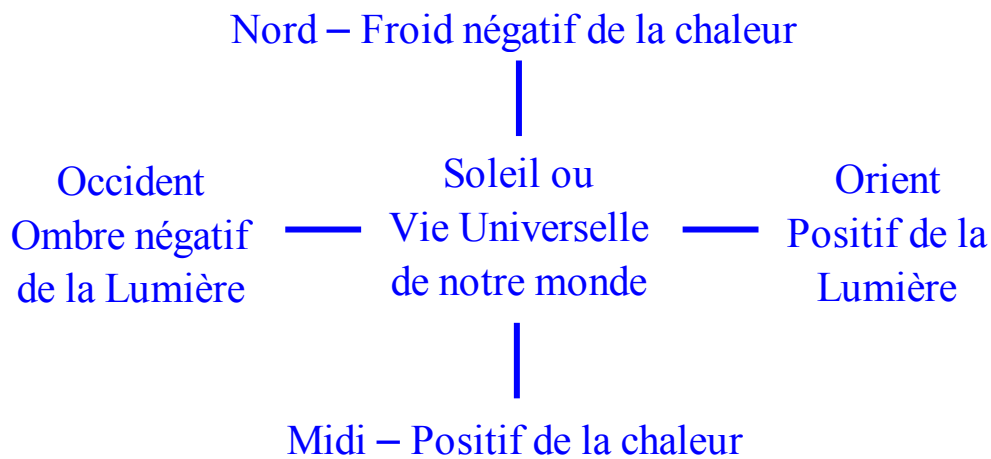 Nord – Froid négatif de la chaleur
Occident
Ombre négatif
de la Lumière
Soleil ou
Vie Universelle
de notre monde
Orient
Positif de la
Lumière
Midi – Positif de la chaleur